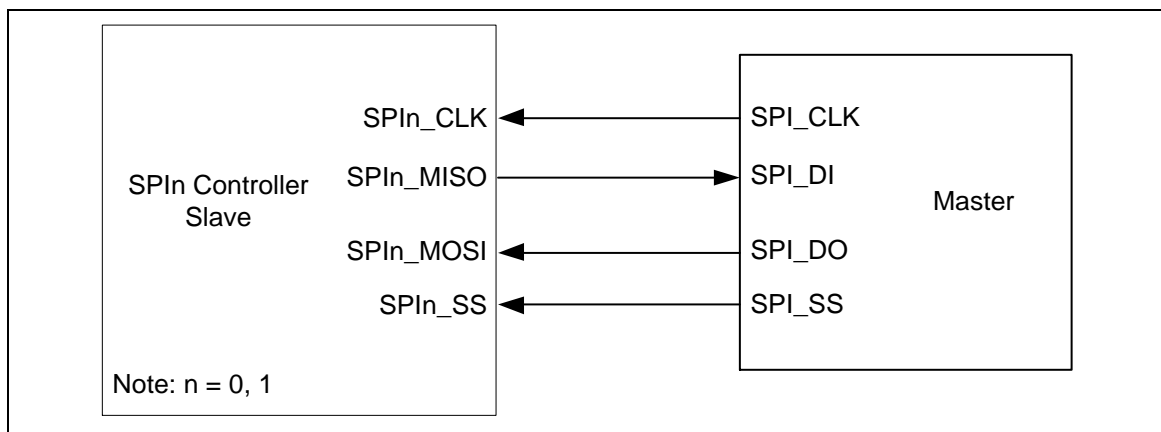 SPIn Controller
Slave
SPIn_CLK
SPIn_MISO
SPIn_MOSI
SPIn_SS
Note: n = 0, 1
SPI_CLK
SPI_DI
SPI_DO
SPI_SS
Master